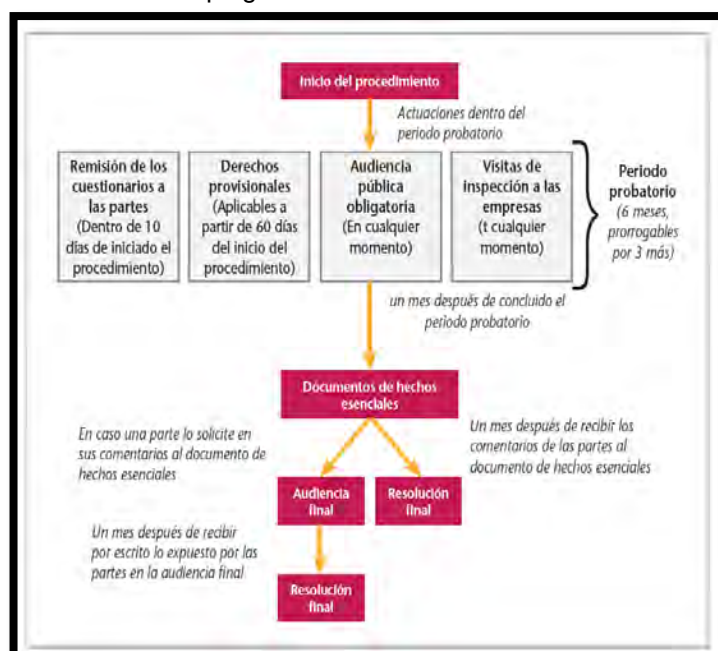 Inicio del procedimiento
Actuaciones dentro del
periodo probatorio
Remisión de los
cuestionarios a
las partes
(Dentro de 10
días de iniciado el
procedimiento)
Derechos
provisionales
(Aplicables a
partir de 60 días
del inicio del
procedimiento)
Audiencia
pública
obligatoria
(En cualquier
momento)
Visitas de
inspección a las
empresas
(t cualquier
momento)
Periodo
probatorio
(6 meses,
prorrogables
por 3 más)
un mes después de concluido el
periodo probatorio
Documentos de hechos
esenciales
En caso una parte lo solicite en
sus comentarios al documento de
hechos esenciales
Un mes después de recibir los
comentarios de las partes al
documento de hechos esenciales
Audiencia
final
Resolución
final
Un mes después de recibir
por escrito lo expuesto por las
partes en la audiencia final
Resolución
final